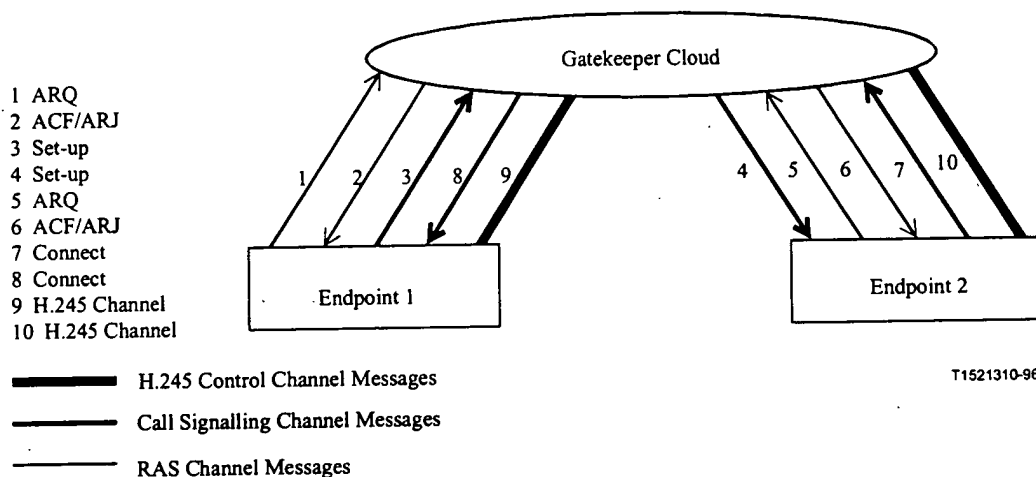 Gatekeeper Cloud
1 ARQ
2 ACF/ARJ
3 Set-up
4 Set-up
5 ARQ
6 ACF/ARJ
7 Connect
8 Connect
9 H.245 Channel
10 H.245 Channel
1 2 3 8 9
4 5 6 7 10
Endpoint 1
Endpoint 2
H.245 Control Channel Messages
T1521310-96
Call Signalling Channel Messages
RAS Channel Messages